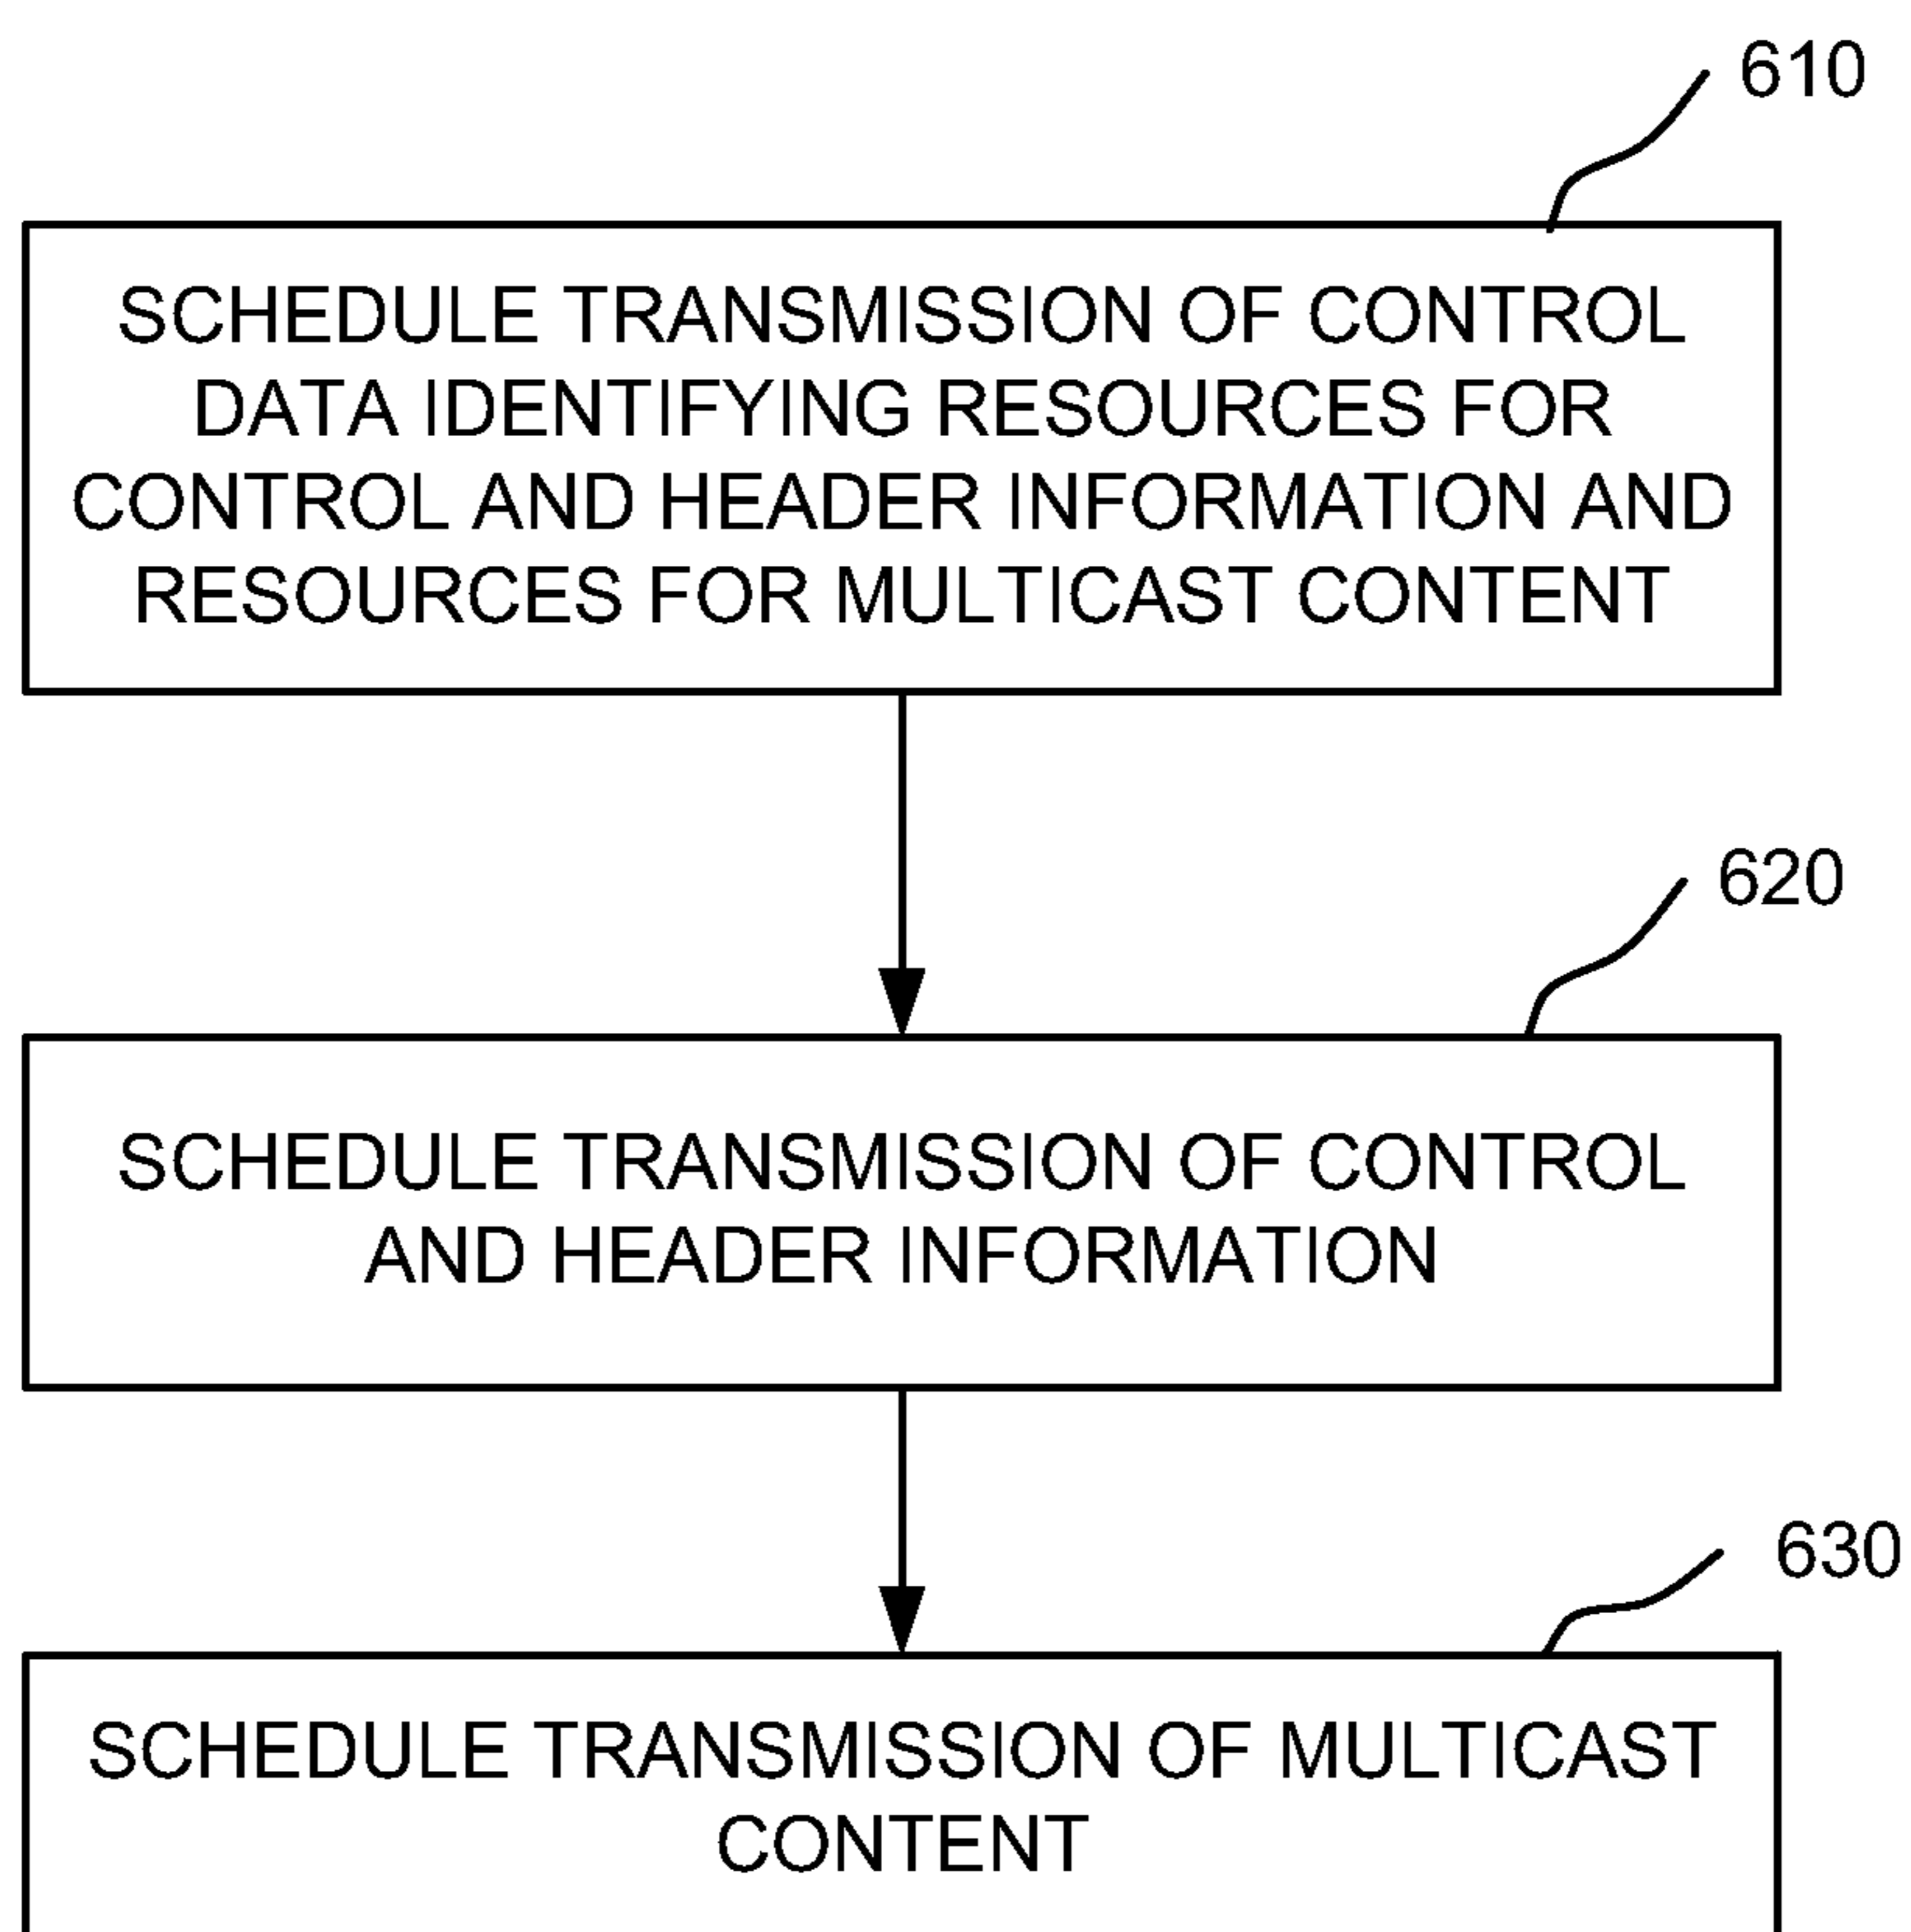 610
SCHEDULE TRANSMISSION OF CONTROL
DATA IDENTIFYING RESOURCES FOR
CONTROL AND HEADER INFORMATION AND
RESOURCES FOR MULTICAST CONTENT
620
SCHEDULE TRANSMISSION OF CONTROL
AND HEADER INFORMATION
630
SCHEDULE TRANSMISSION OF MULTICAST
CONTENT